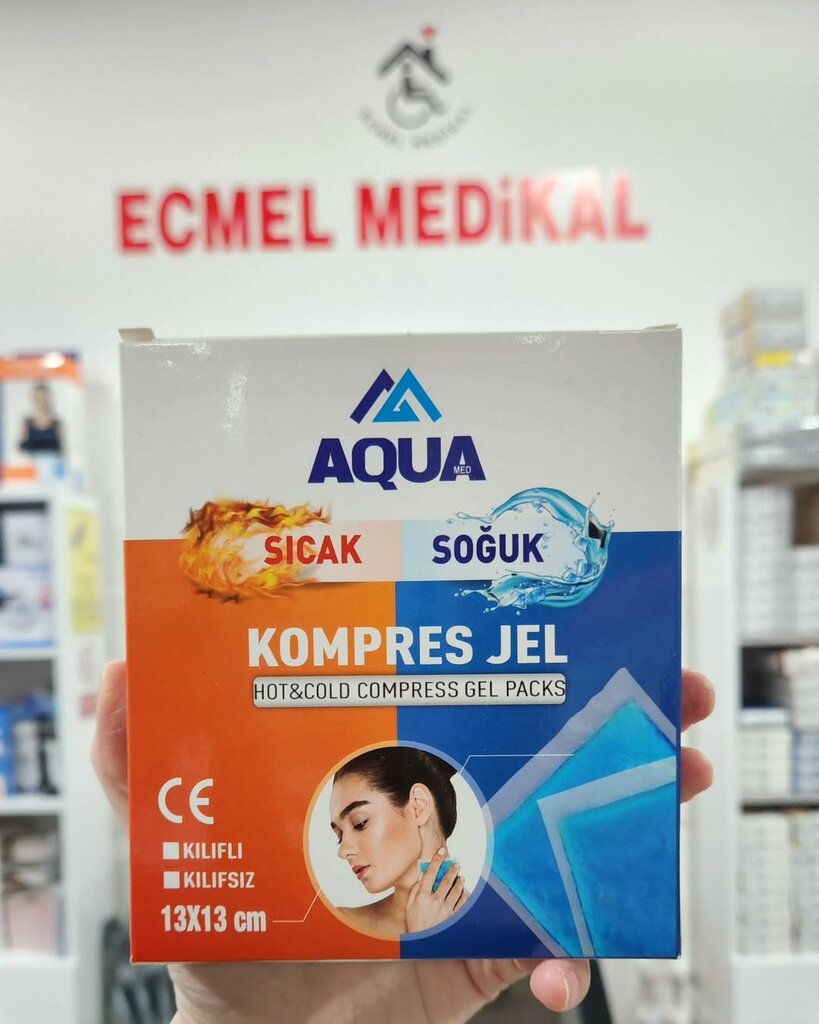 ECMEL MEDİKAL
AQUA
MED
SICAK SOĞUK
KOMPRES JEL
HOT&COLD COMPRESS GEL PACKS
CE
KILIFLI
KILIFSIZ
13X13 cm